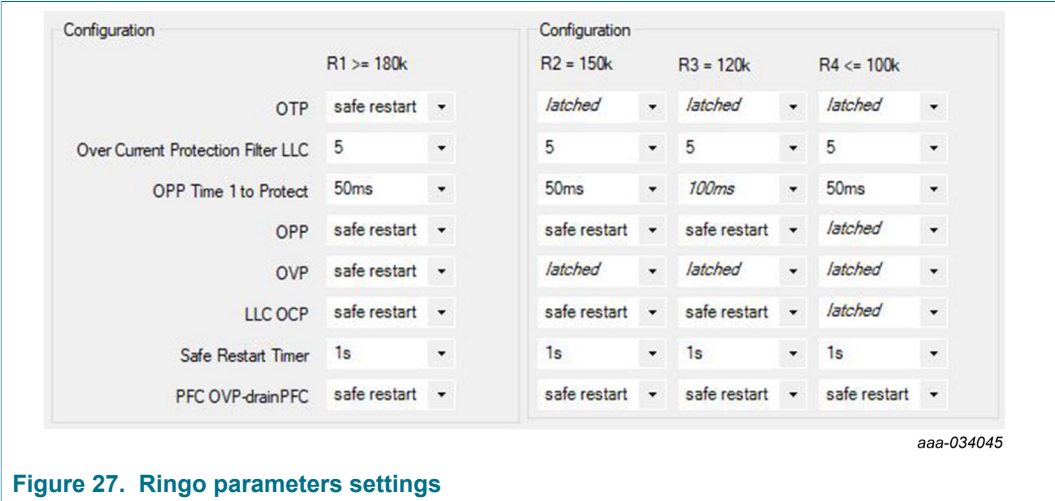 Configuration Configuration
R1 >= 180k R2 = 150k R3 = 120k R4 <= 100k
OTP safe restart latched latched latched
Over Current Protection Filter LLC 5 5 5 5
OPP Time 1 to Protect 50ms 50ms 100ms 50ms
OPP safe restart safe restart safe restart latched
OVP safe restart latched latched latched
LLC OCP safe restart safe restart safe restart latched
Safe Restart Timer 1s 1s 1s 1s
PFC OVP-drainPFC safe restart safe restart safe restart safe restart
aaa-034045
Figure 27. Ringo parameters settings